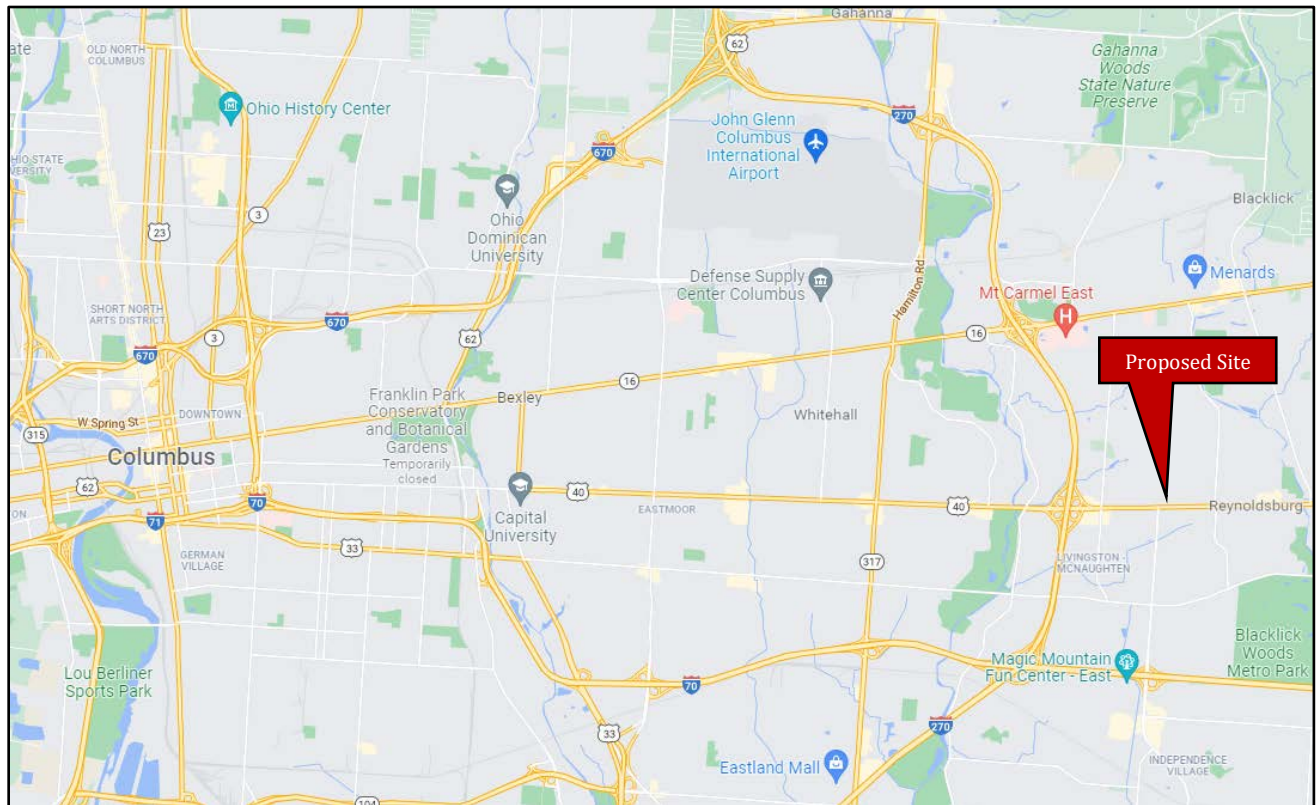 Gahanna
62
OLD NORTH
COLUMBUS
ate
Gahanna
Woods
State Nature
Preserve
Ohio History Center
270
John Glenn
Columbus
International
Airport
670
HIO STATE
VERSITY
Ohio
Dominican
University
3
23
Blacklick
Defense Supply
Center Columbus
Hamilton Rd
Menards
Mt Carmel East
H
SHORT NORTH
ARTS DISTRICT
670
62
3
16
670
Proposed Site
16
Franklin Park
Conservatory
and Botanical
Gardens
Temporarily
closed
Bexley
Whitehall
W Spring St
DOWNTOWN
315
Columbus
62
40
40
Reynoldsburg
ON
70
71
Capital
University
EASTMOOR
33
GERMAN
VILLAGE
317
LIVINGSTON -
MCNAUGHTEN
Lou Berliner
Sports Park
Magic Mountain
Fun Center - East
Blacklick
Woods
Metro Park
70
270
33
Eastland Mall
INDEPENDENCE
VILLAGE
104